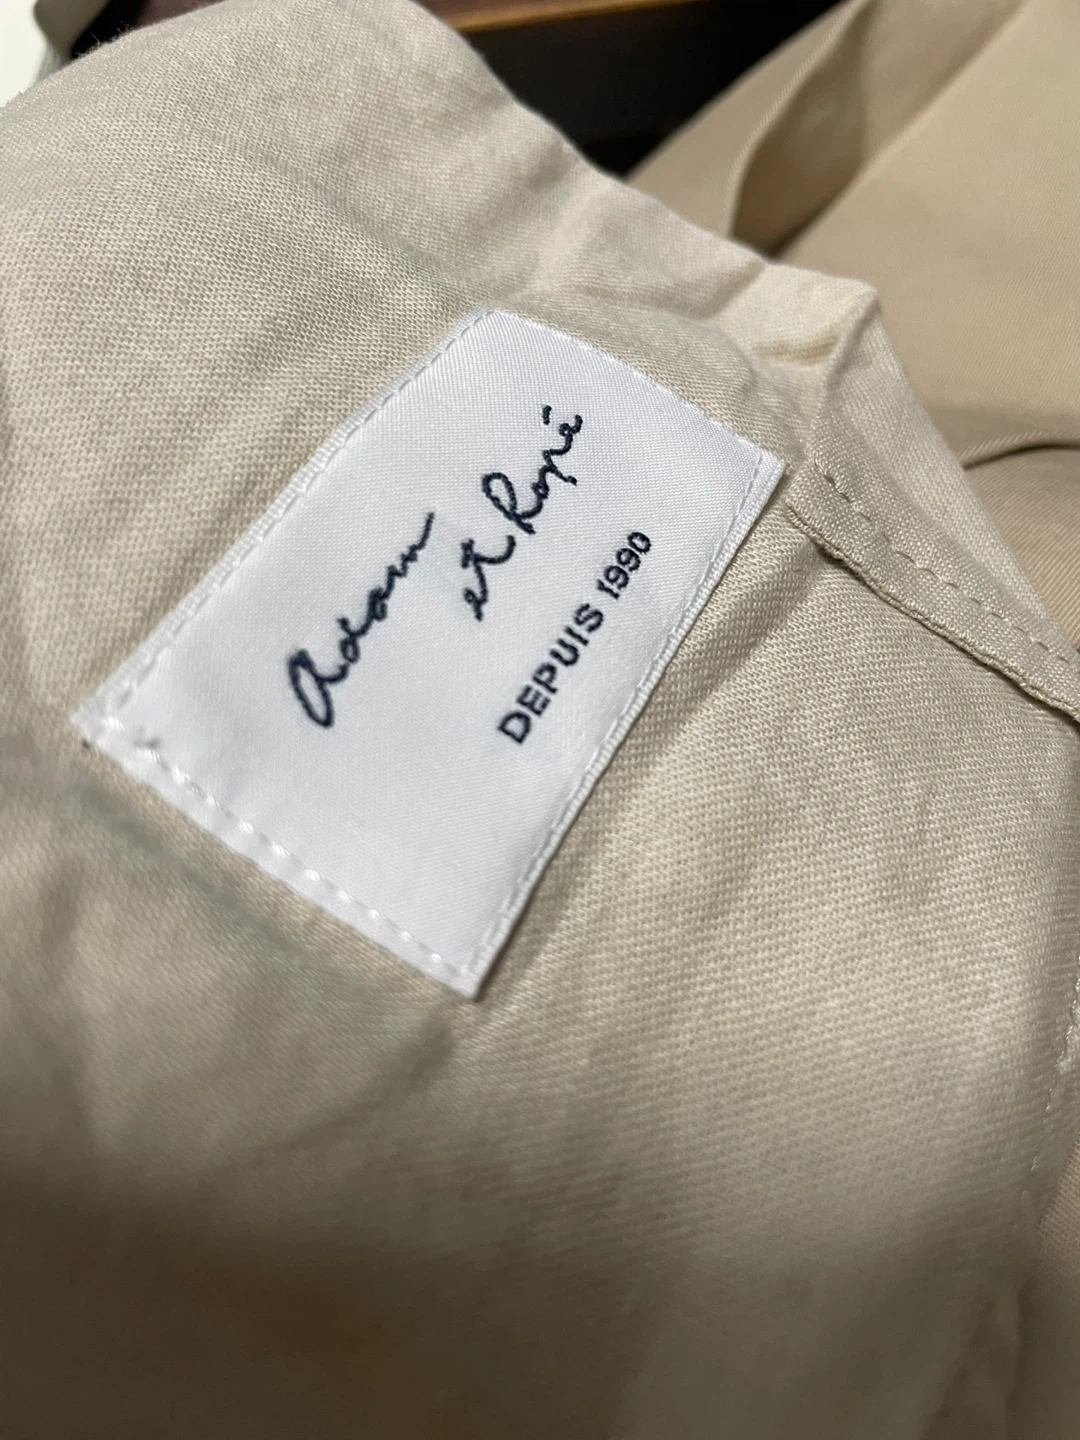 Adam
et Ropé
DEPUIS 1990